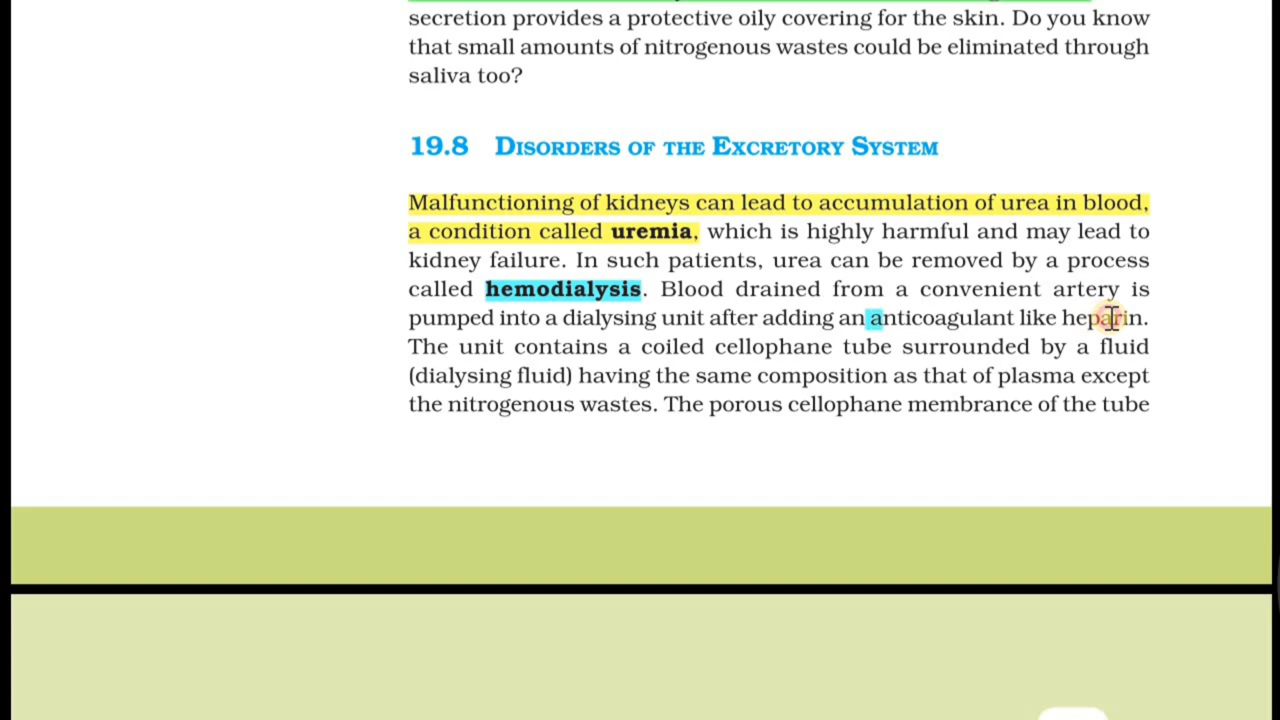 secretion provides a protective oily covering for the skin. Do you know
that small amounts of nitrogenous wastes could be eliminated through
saliva too?
19.8 DISORDERS OF THE EXCRETORY SYSTEM
Malfunctioning of kidneys can lead to accumulation of urea in blood,
a condition called uremia, which is highly harmful and may lead to
kidney failure. In such patients, urea can be removed by a process
called hemodialysis. Blood drained from a convenient artery is
pumped into a dialysing unit after adding an anticoagulant like heparin.
The unit contains a coiled cellophane tube surrounded by a fluid
(dialysing fluid) having the same composition as that of plasma except
the nitrogenous wastes. The porous cellophane membrance of the tube